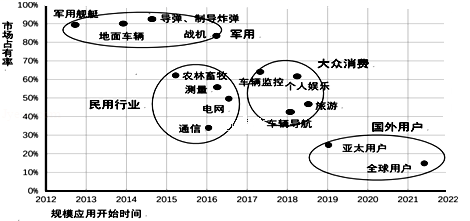 市场占有率
100%
90%
80%
70%
60%
50%
40%
30%
20%
10%
0%
军用舰艇
导弹、制导炸弹
地面车辆
战机
军用
大众消费
农林畜牧
车辆监控
测量
个人娱乐
民用行业
电网
旅游
通信
车辆导航
国外用户
亚太用户
全球用户
2012 2013 2014 2015 2016 2017 2018 2019 2020 2021 2022
规模应用开始时间